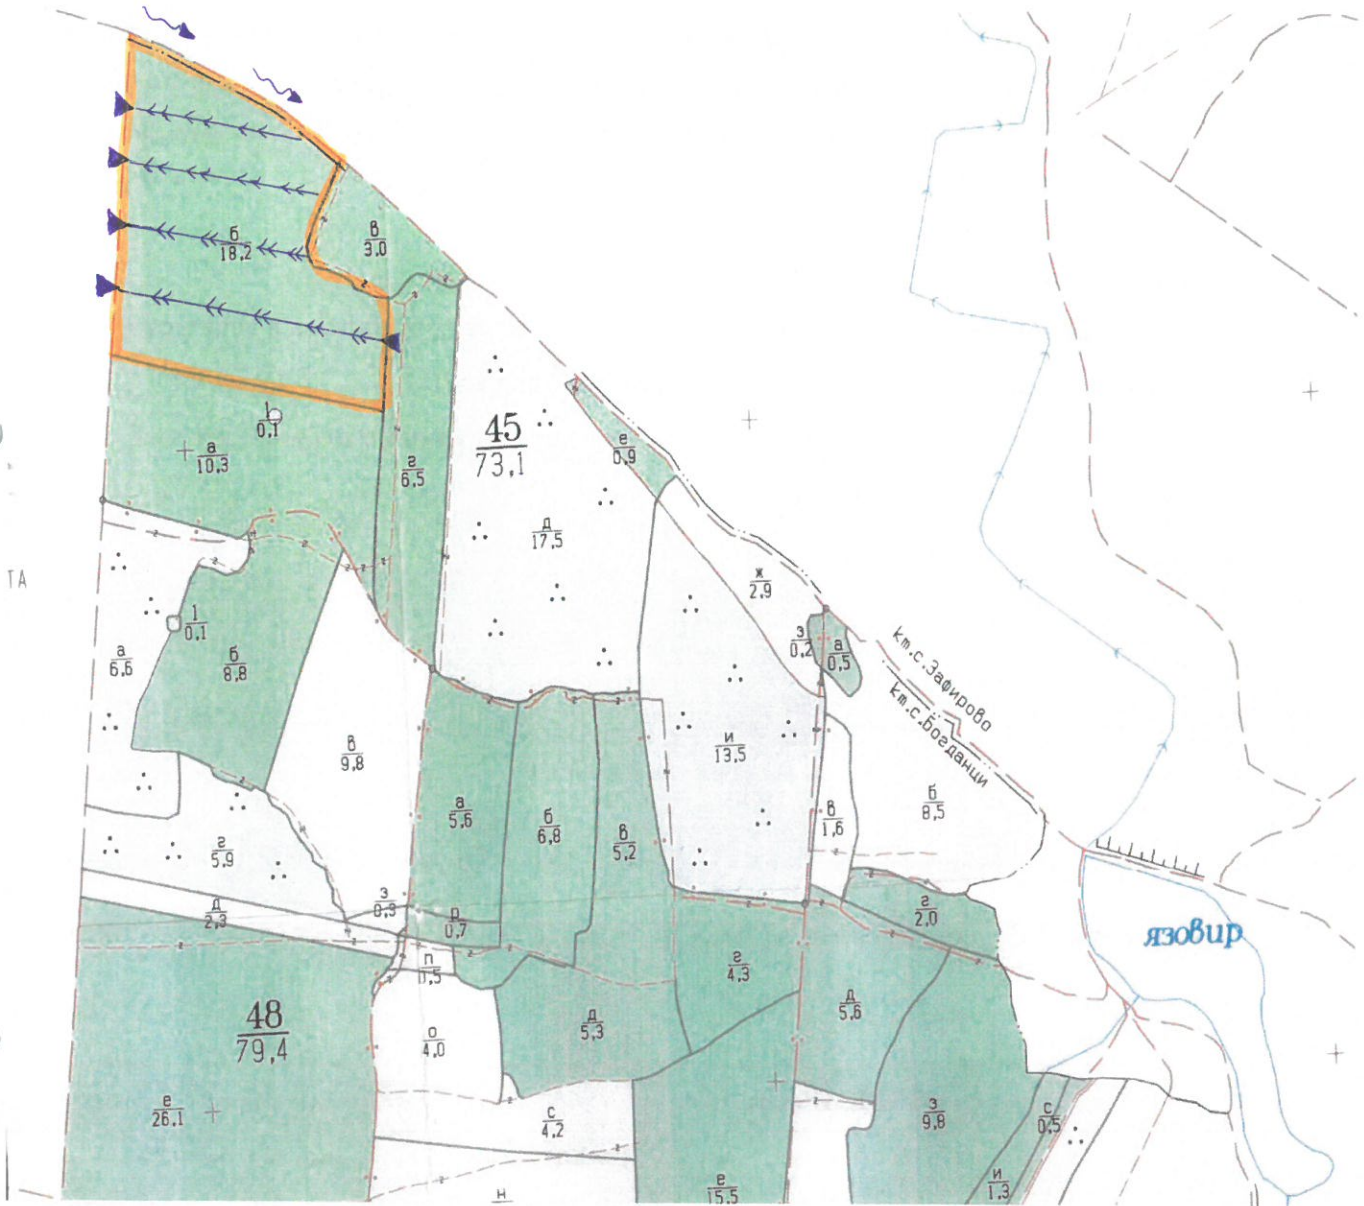 б
18,2
в
3,0
1
0,1
а
10,3
г
6,5
45
73,1
е
0,9
д
17,5
ж
2,9
з
0,2
а
0,5
ТА
1
0,1
а
6,6
б
8,8
в
9,8
км.с.Зафирово
км.с.Богданци
и
13,5
а
5,6
б
6,8
в
5,2
в
1,6
б
8,5
г
5,9
з
0,3
д
2,3
р
0,7
г
2,0
язовир
п
0,5
г
4,3
д
5,6
48
79,4
о
4,0
д
5,3
е
26,1
с
4,2
з
9,8
с
0,5
и
1,3
н
е
15,5